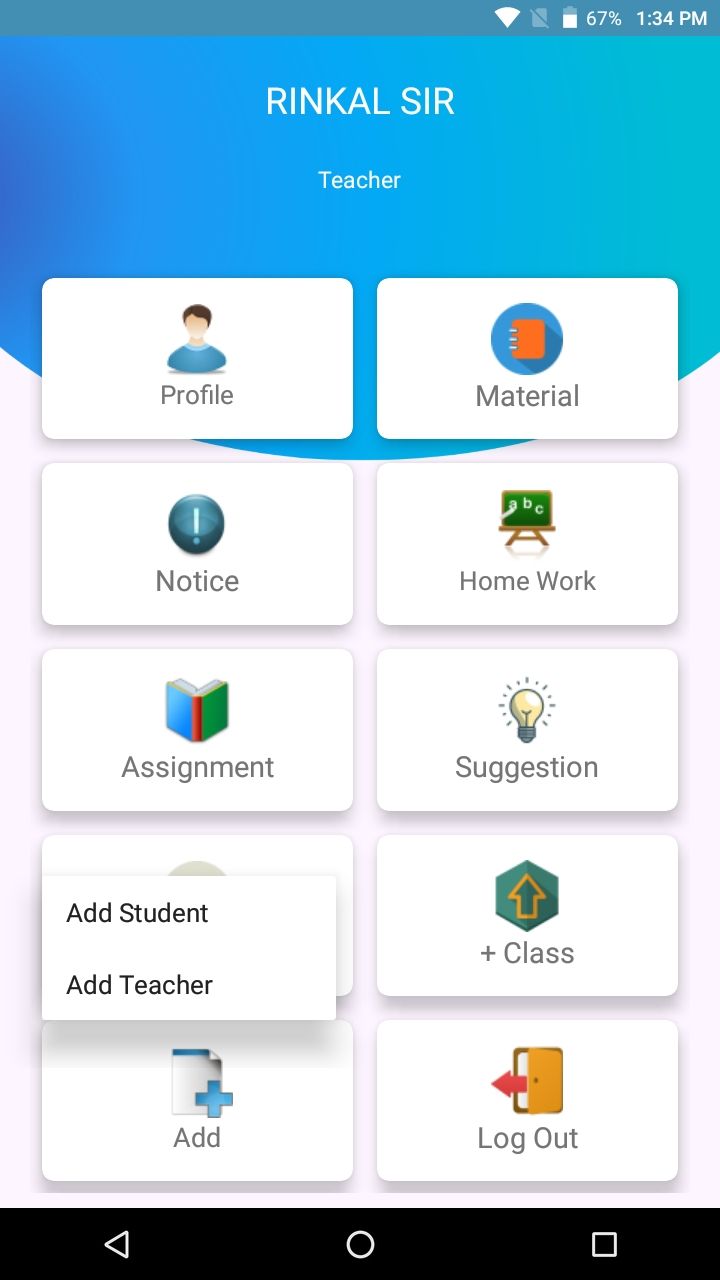 67% 1:34 PM
RINKAL SIR
Teacher
Profile
Material
Notice
Home Work
abc
Assignment
Suggestion
Add Student
Add Teacher
+ Class
Add
Log Out